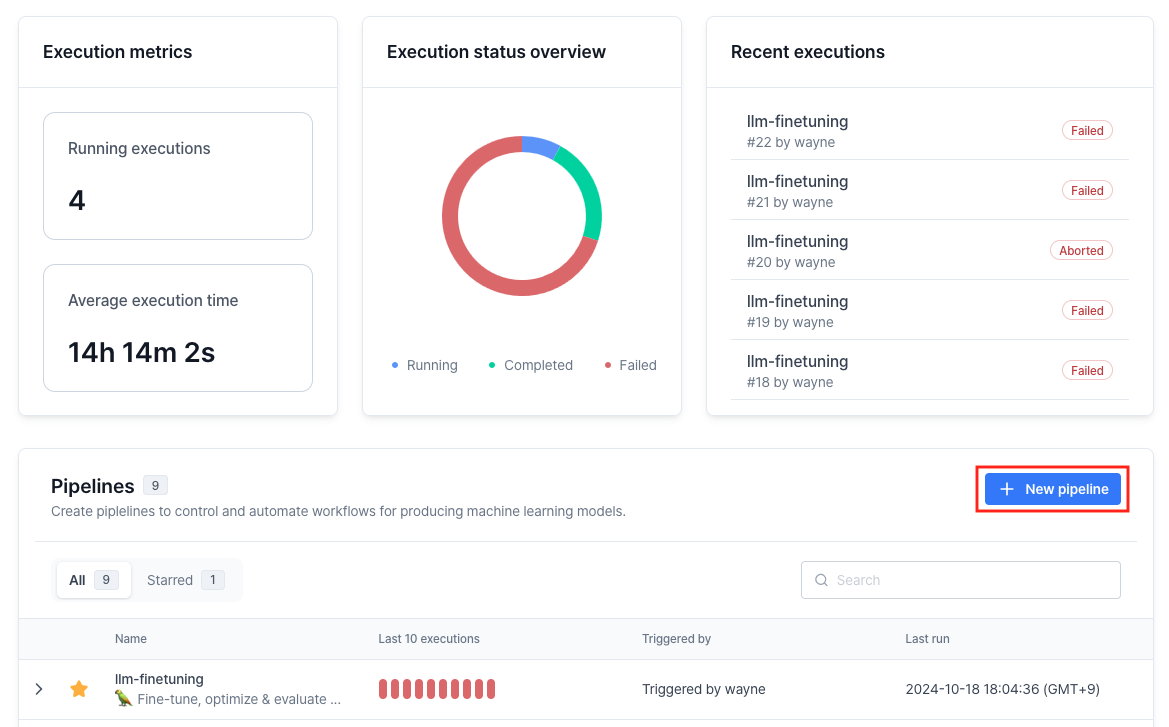 Execution metrics
Running executions
4
Average execution time
14h 14m 2s
Execution status overview
Running
Completed
Failed
Recent executions
llm-finetuning
#22 by wayne
Failed
llm-finetuning
#21 by wayne
Failed
llm-finetuning
#20 by wayne
Aborted
llm-finetuning
#19 by wayne
Failed
llm-finetuning
#18 by wayne
Failed
Pipelines 9
Create piplelines to control and automate workflows for producing machine learning models.
New pipeline
All 9 Starred 1
Search
Name Last 10 executions Triggered by Last run
llm-finetuning
Fine-tune, optimize & evaluate ...
Triggered by wayne
2024-10-18 18:04:36 (GMT+9)